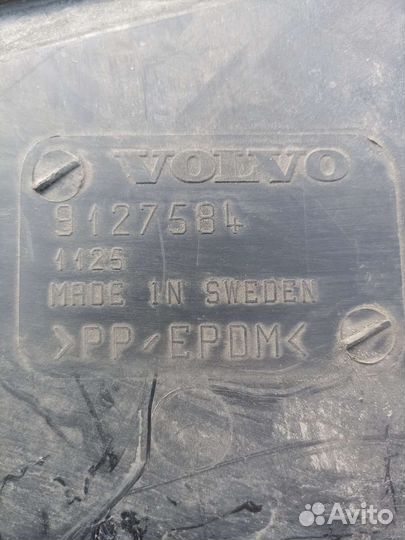 VOLVO
9127584
1125
MADE IN SWEDEN
>PP/EPDM<
Avito